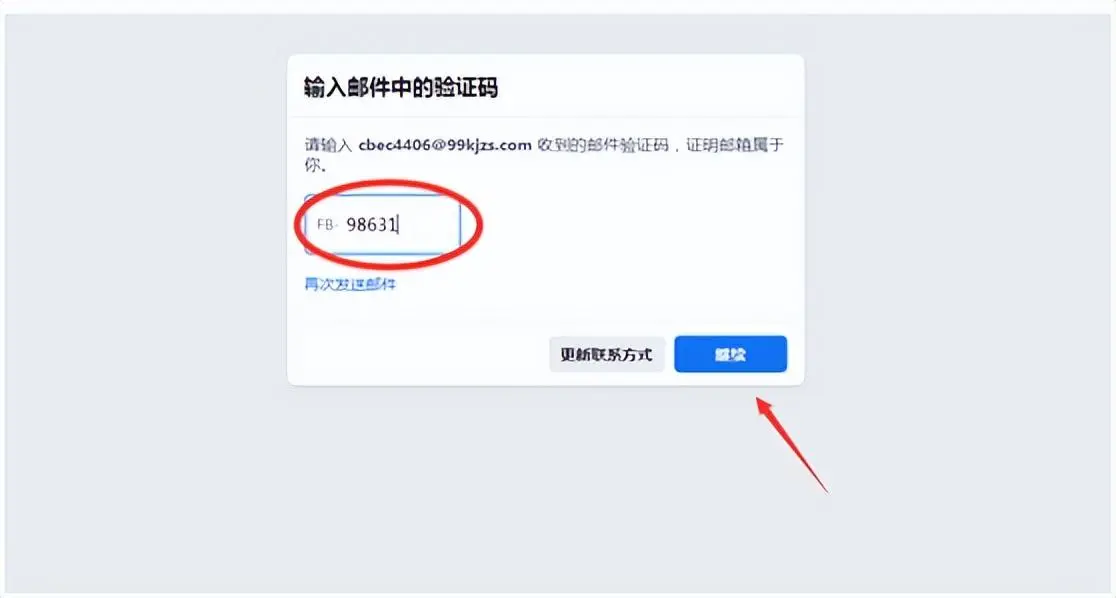 输入邮件中的验证码
请输入 cbec4406@99kjzs.com 收到的邮件验证码，证明邮箱属于
你。
FB- 98631
再次发送邮件
更新联系方式
继续